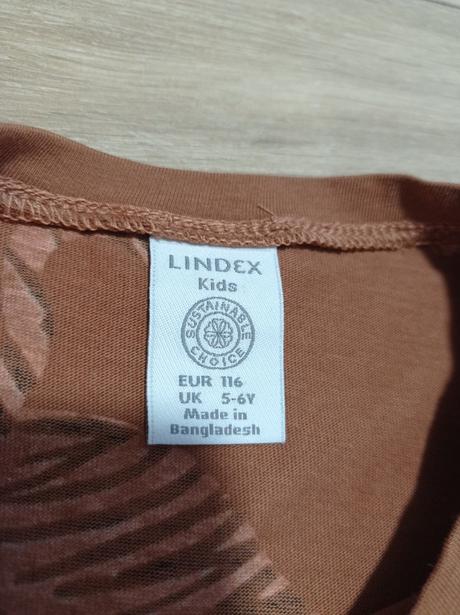 LINDEX
Kids
SUSTAINABLE
CHOICE
EUR 116
UK 5-6Y
Made in
Bangladesh